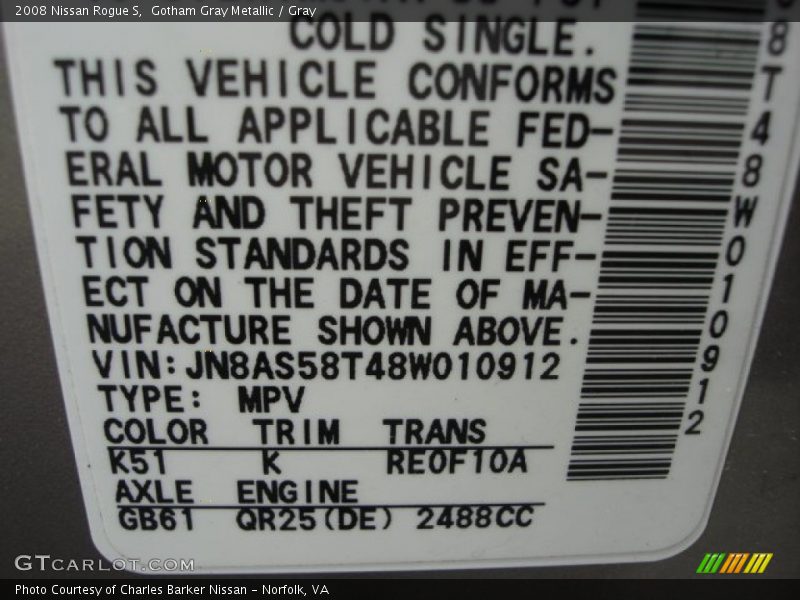 2008 Nissan Rogue S, Gotham Gray Metallic / Gray
COLD SINGLE.
THIS VEHICLE CONFORMS
TO ALL APPLICABLE FED-
ERAL MOTOR VEHICLE SA-
FETY AND THEFT PREVEN-
TION STANDARDS IN EFF-
ECT ON THE DATE OF MA-
NUFACTURE SHOWN ABOVE.
VIN:JN8AS58T48W010912
TYPE: MPV
COLOR TRIM TRANS
K51 K RE0F10A
AXLE ENGINE
GB61 QR25(DE) 2488CC
8T48W010912
GTCARLOT.COM
Photo Courtesy of Charles Barker Nissan - Norfolk, VA